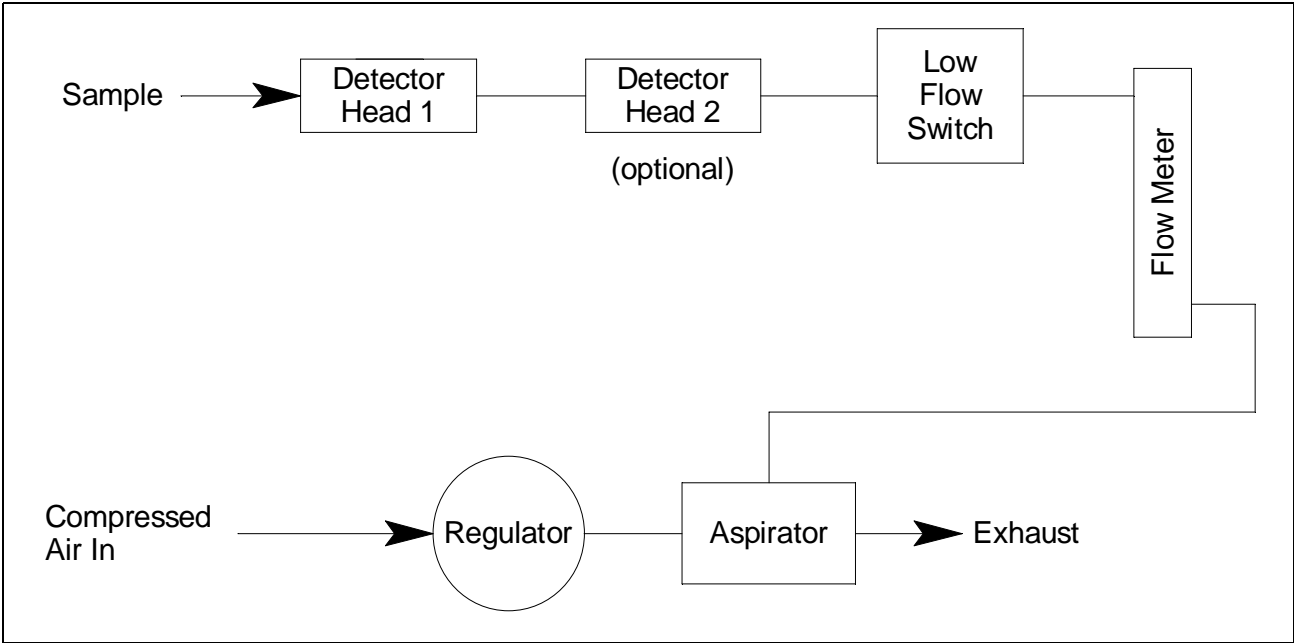 Sample
Detector
Head 1
Detector
Head 2
(optional)
Low
Flow
Switch
Flow Meter
Compressed
Air In
Regulator
Aspirator
Exhaust